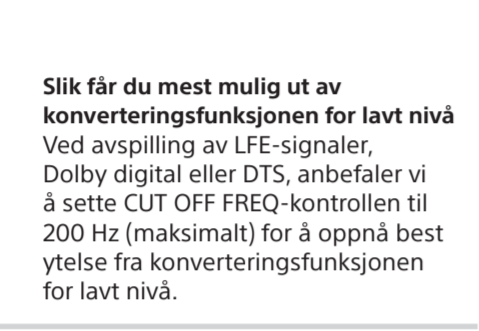 Slik får du mest mulig ut av
konverteringsfunksjonen for lavt nivå
Ved avspilling av LFE-signaler,
Dolby digital eller DTS, anbefaler vi
å sette CUT OFF FREQ-kontrollen til
200 Hz (maksimalt) for å oppnå best
ytelse fra konverteringsfunksjonen
for lavt nivå.